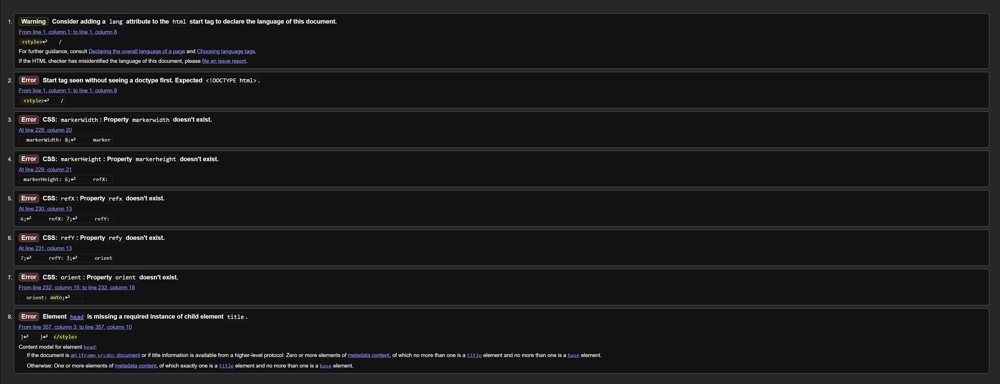 1. Warning Consider adding a lang attribute to the html start tag to declare the language of this document.
From line 1, column 1; to line 1, column 8
<style>↩ /
For further guidance, consult Declaring the overall language of a page and Choosing language tags.
If the HTML checker has misidentified the language of this document, please file an issue report.
2. Error Start tag seen without seeing a doctype first. Expected <!DOCTYPE html>.
From line 1, column 1; to line 1, column 8
<style>↩ /
3. Error CSS: markerWidth: Property markerwidth doesn't exist.
At line 228, column 20
markerWidth: 8;↩ marker
4. Error CSS: markerHeight: Property markerheight doesn't exist.
At line 229, column 21
markerHeight: 6;↩ refX:
5. Error CSS: refX: Property refx doesn't exist.
At line 230, column 13
6;↩ refX: 7;↩ refY:
6. Error CSS: refY: Property refy doesn't exist.
At line 231, column 13
7;↩ refY: 3;↩ orient
7. Error CSS: orient: Property orient doesn't exist.
From line 232, column 15; to line 232, column 18
orient: auto;↩
8. Error Element head is missing a required instance of child element title.
From line 357, column 3; to line 357, column 10
}↩ }↩ </style>
Content model for element head:
If the document is an iframe srcdoc document or if title information is available from a higher-level protocol: Zero or more elements of metadata content, of which no more than one is a title element and no more than one is a base element.
Otherwise: One or more elements of metadata content, of which exactly one is a title element and no more than one is a base element.